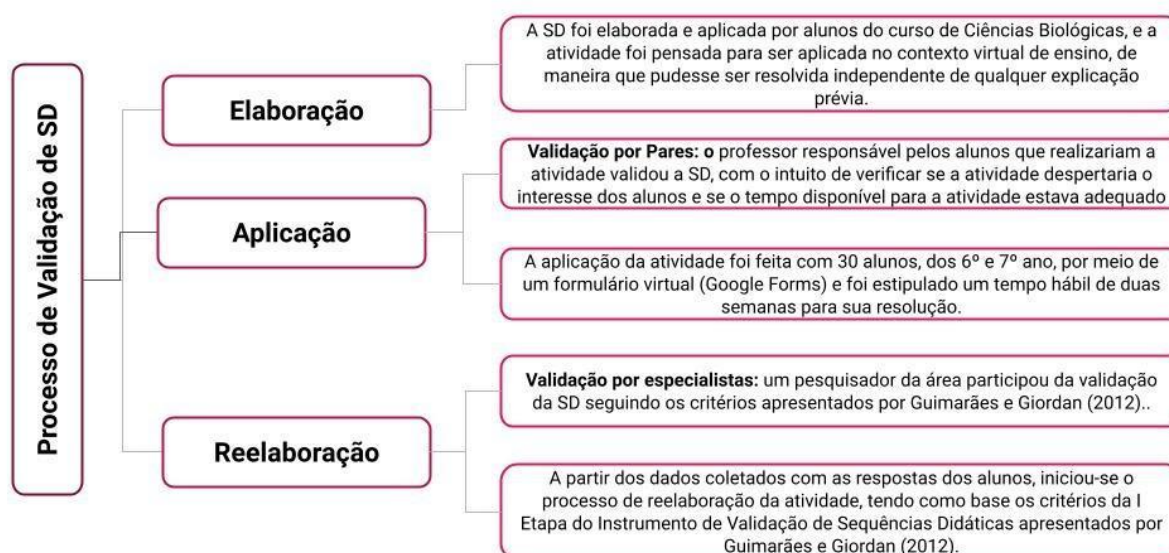 Processo de Validação de SD
Elaboração
A SD foi elaborada e aplicada por alunos do curso de Ciências Biológicas, e a
atividade foi pensada para ser aplicada no contexto virtual de ensino, de
maneira que pudesse ser resolvida independente de qualquer explicação
prévia.
Aplicação
Validação por Pares: o professor responsável pelos alunos que realizariam a
atividade validou a SD, com o intuito de verificar se a atividade despertaria o
interesse dos alunos e se o tempo disponível para a atividade estava adequado
A aplicação da atividade foi feita com 30 alunos, dos 6º e 7º ano, por meio de
um formulário virtual (Google Forms) e foi estipulado um tempo hábil de duas
semanas para sua resolução.
Reelaboração
Validação por especialistas: um pesquisador da área participou da validação
da SD seguindo os critérios apresentados por Guimarães e Giordan (2012)..
A partir dos dados coletados com as respostas dos alunos, iniciou-se o
processo de reelaboração da atividade, tendo como base os critérios da I
Etapa do Instrumento de Validação de Sequências Didáticas apresentados por
Guimarães e Giordan (2012).